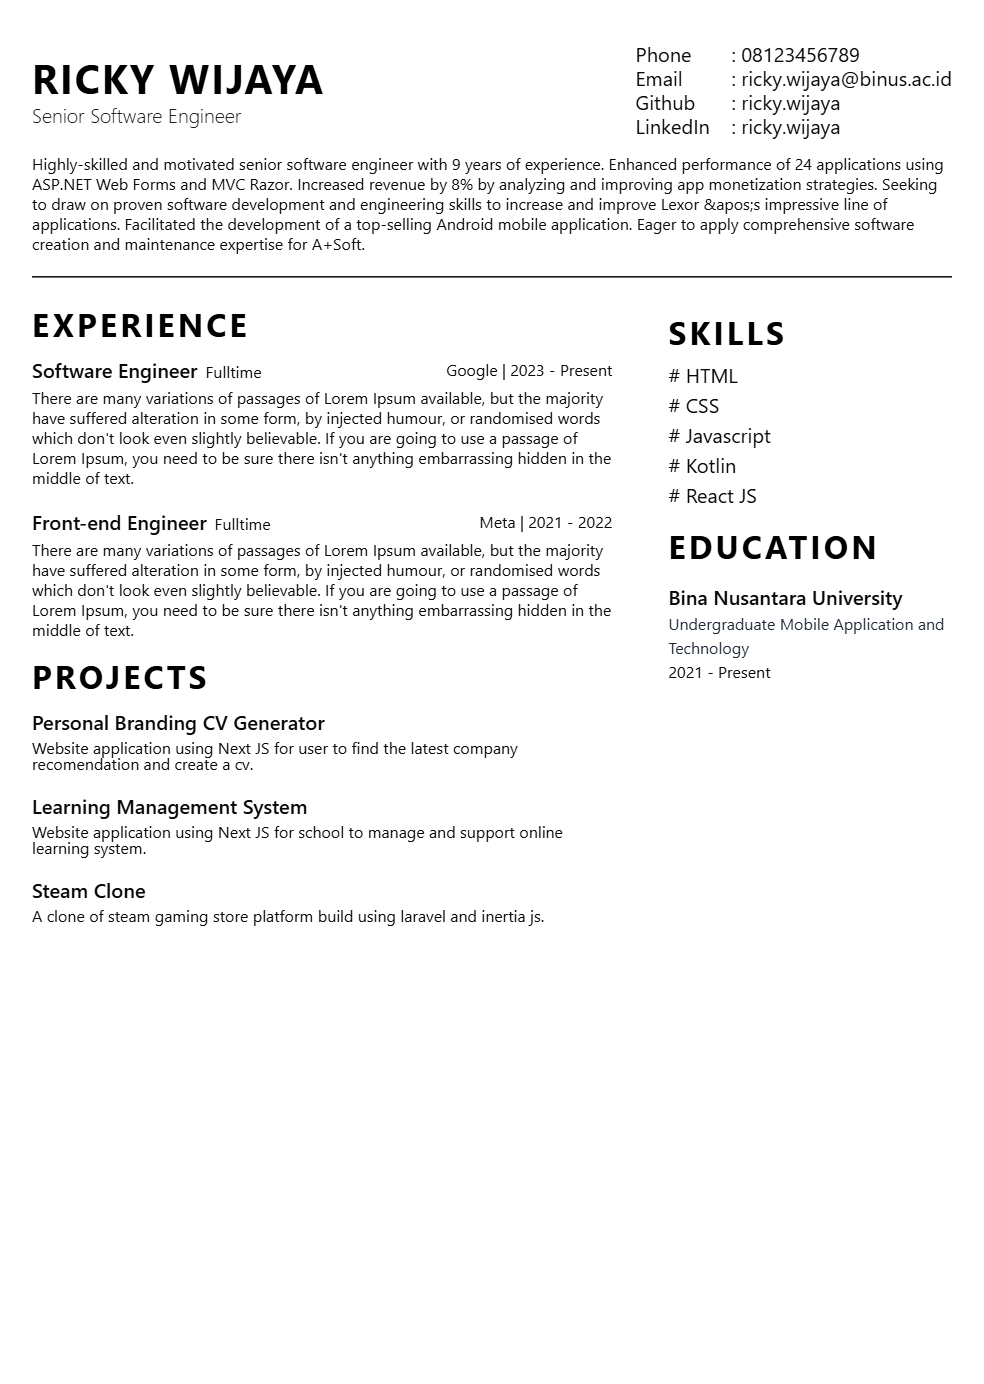 RICKY WIJAYA
Senior Software Engineer
Phone : 08123456789
Email : ricky.wijaya@binus.ac.id
Github : ricky.wijaya
LinkedIn : ricky.wijaya
Highly-skilled and motivated senior software engineer with 9 years of experience. Enhanced performance of 24 applications using
ASP.NET Web Forms and MVC Razor. Increased revenue by 8% by analyzing and improving app monetization strategies. Seeking
to draw on proven software development and engineering skills to increase and improve Lexor &apos;s impressive line of
applications. Facilitated the development of a top-selling Android mobile application. Eager to apply comprehensive software
creation and maintenance expertise for A+Soft.
EXPERIENCE
Software Engineer Fulltime Google | 2023 - Present
There are many variations of passages of Lorem Ipsum available, but the majority
have suffered alteration in some form, by injected humour, or randomised words
which don't look even slightly believable. If you are going to use a passage of
Lorem Ipsum, you need to be sure there isn't anything embarrassing hidden in the
middle of text.
Front-end Engineer Fulltime Meta | 2021 - 2022
There are many variations of passages of Lorem Ipsum available, but the majority
have suffered alteration in some form, by injected humour, or randomised words
which don't look even slightly believable. If you are going to use a passage of
Lorem Ipsum, you need to be sure there isn't anything embarrassing hidden in the
middle of text.
PROJECTS
Personal Branding CV Generator
Website application using Next JS for user to find the latest company
recomendation and create a cv.
Learning Management System
Website application using Next JS for school to manage and support online
learning system.
Steam Clone
A clone of steam gaming store platform build using laravel and inertia js.
SKILLS
# HTML
# CSS
# Javascript
# Kotlin
# React JS
EDUCATION
Bina Nusantara University
Undergraduate Mobile Application and
Technology
2021 - Present